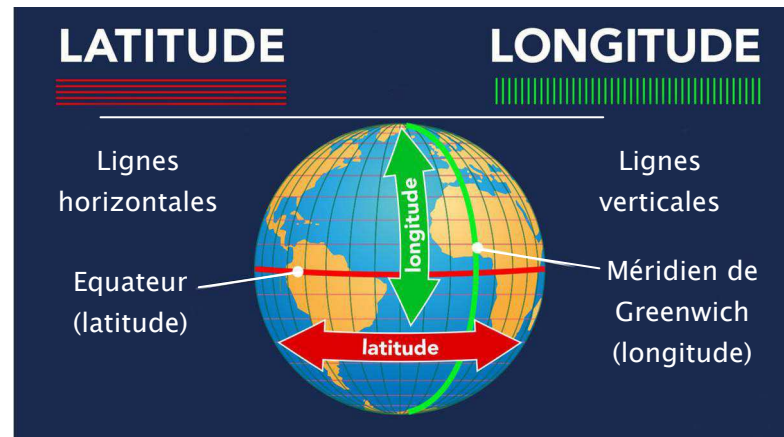 LATITUDE
LONGITUDE
Lignes
horizontales
Lignes
verticales
longitude
Equateur
(latitude)
Méridien de
Greenwich
(longitude)
latitude